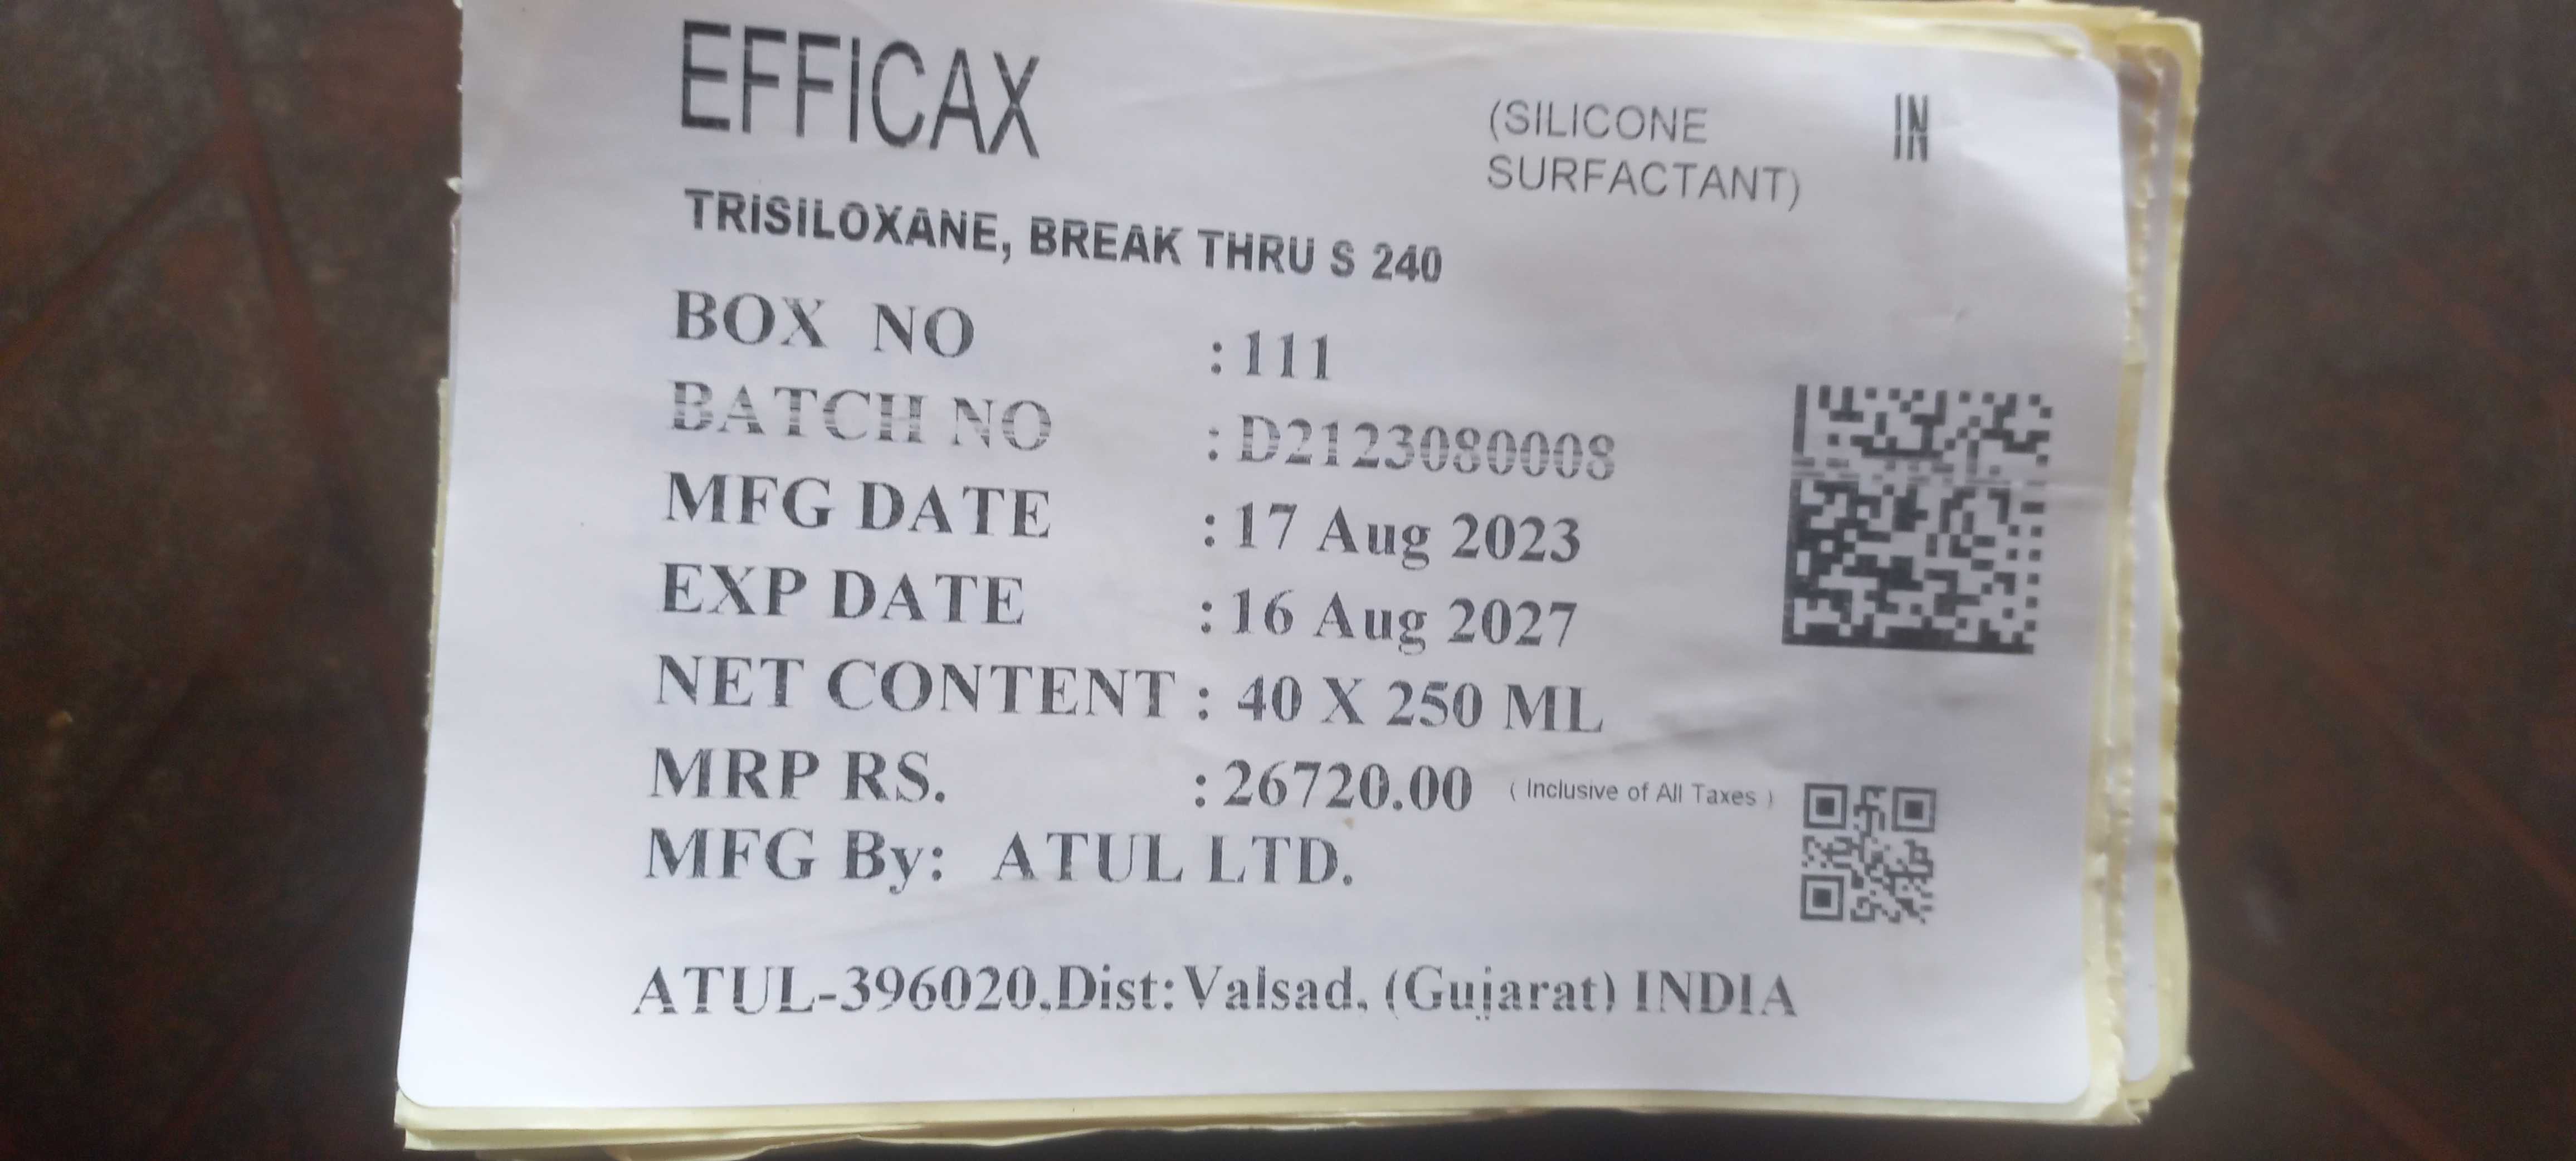 EFFICAX
(SILICONE
SURFACTANT)
IN
TRISILOXANE, BREAK THRU S 240
BOX NO : 111
BATCH NO : D2123080008
MFG DATE : 17 Aug 2023
EXP DATE : 16 Aug 2027
NET CONTENT : 40 X 250 ML
MRP RS. : 26720.00 ( Inclusive of All Taxes )
MFG By: ATUL LTD.
ATUL-396020,Dist:Valsad, (Gujarat) INDIA